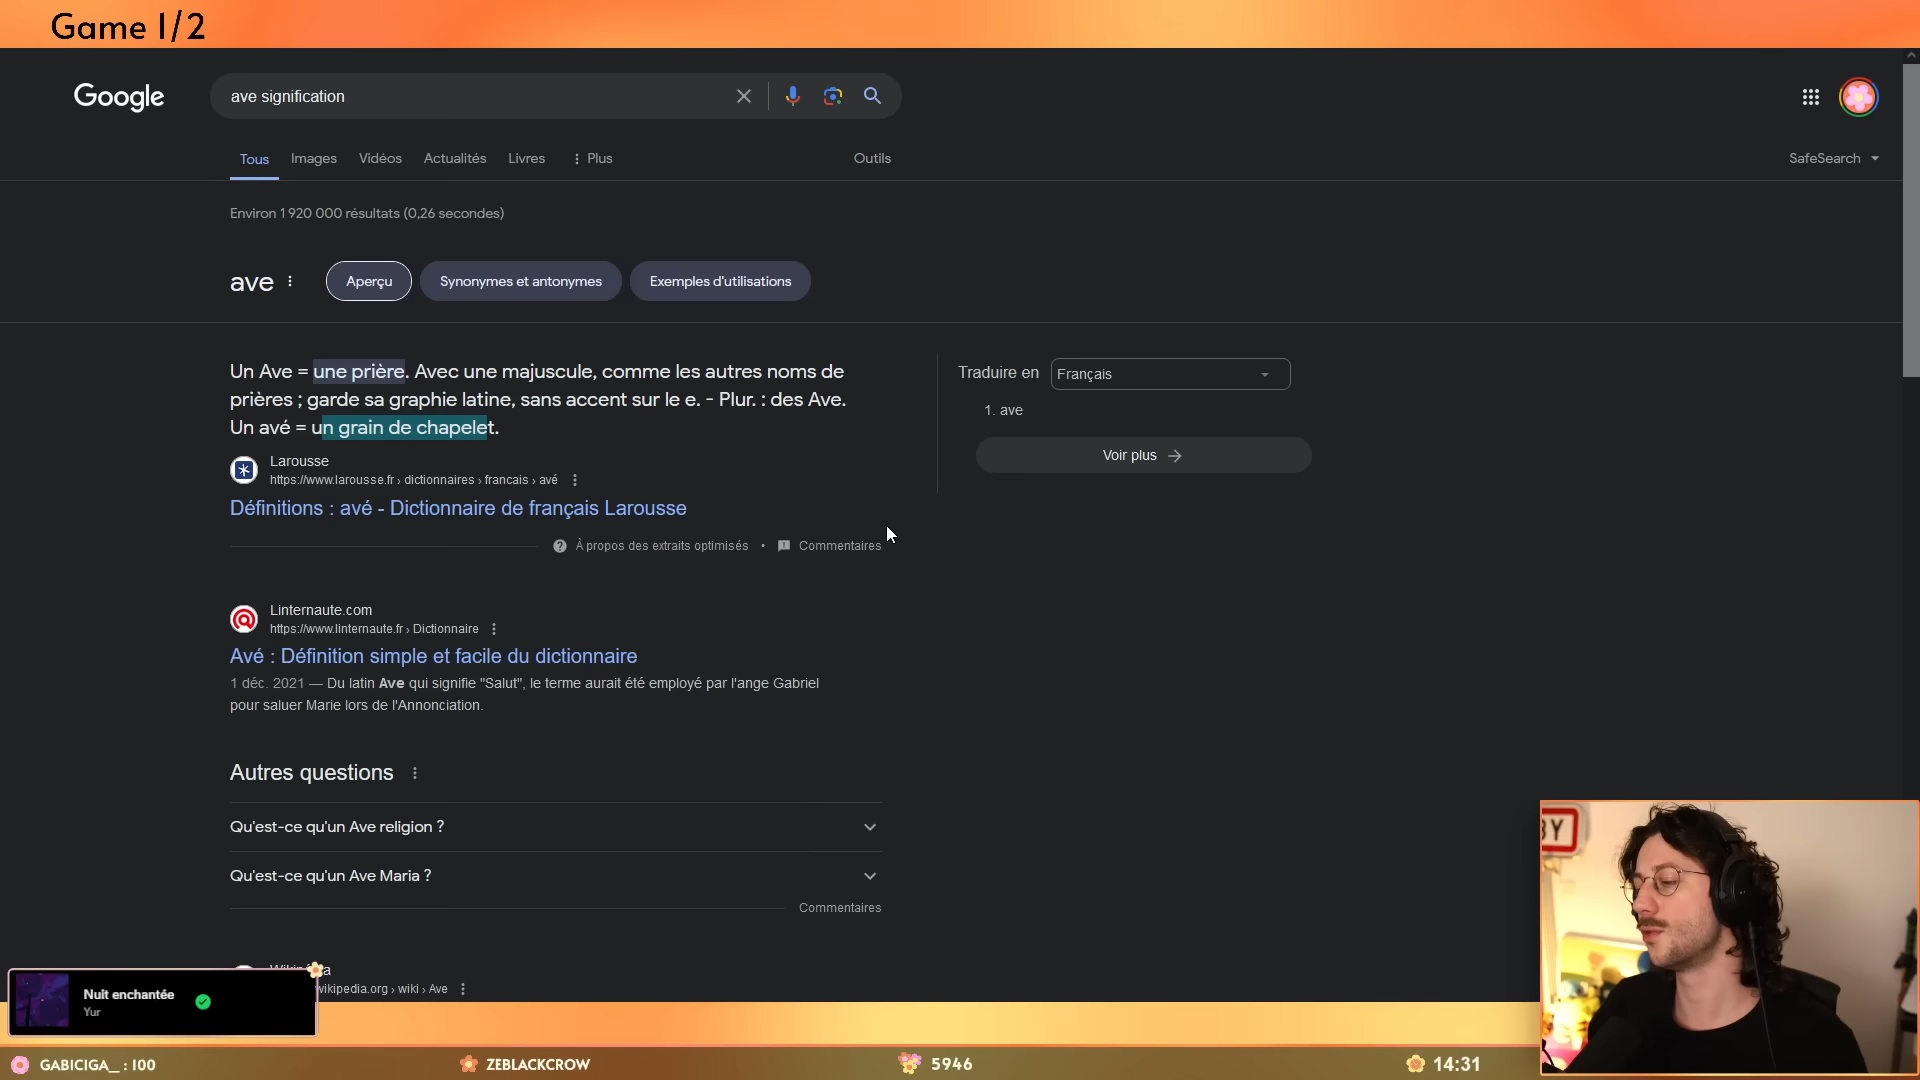 Game 1/2
Google
ave signification
Tous
Images
Vidéos
Actualités
Livres
Plus
Outils
SafeSearch
Environ 1 920 000 résultats (0,26 secondes)
ave
Aperçu
Synonymes et antonymes
Exemples d'utilisations
Un Ave = une prière. Avec une majuscule, comme les autres noms de
prières ; garde sa graphie latine, sans accent sur le e. - Plur. : des Ave.
Un avé = un grain de chapelet.
Traduire en
Français
1. ave
Voir plus
Larousse
https://www.larousse.fr › dictionnaires › francais › avé
Définitions : avé - Dictionnaire de français Larousse
À propos des extraits optimisés • Commentaires
Linternaute.com
https://www.linternaute.fr › Dictionnaire
Avé : Définition simple et facile du dictionnaire
1 déc. 2021 — Du latin Ave qui signifie "Salut", le terme aurait été employé par l'ange Gabriel
pour saluer Marie lors de l'Annonciation.
Autres questions
Qu'est-ce qu'un Ave religion ?
Qu'est-ce qu'un Ave Maria ?
Commentaires
wikipedia.org › wiki › Ave
Nuit enchantée
Yur
BY
GABICIGA_ : 100
ZEBLACKCROW
5946
14:31